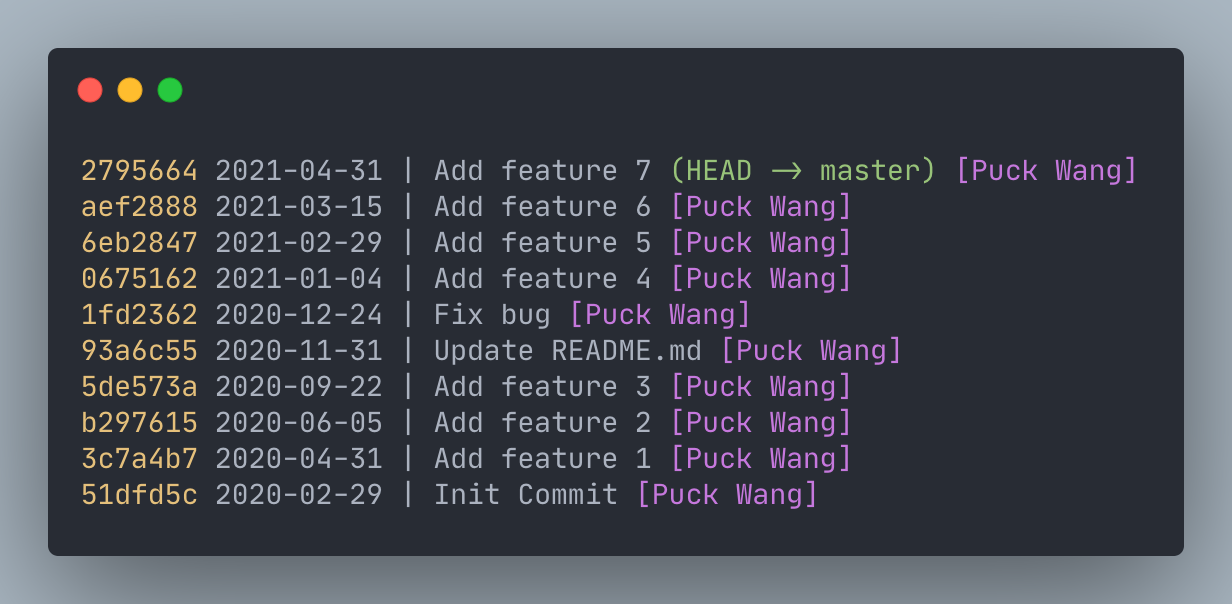 2795664 2021-04-31 | Add feature 7 (HEAD -> master) [Puck Wang]
aef2888 2021-03-15 | Add feature 6 [Puck Wang]
6eb2847 2021-02-29 | Add feature 5 [Puck Wang]
0675162 2021-01-04 | Add feature 4 [Puck Wang]
1fd2362 2020-12-24 | Fix bug [Puck Wang]
93a6c55 2020-11-31 | Update README.md [Puck Wang]
5de573a 2020-09-22 | Add feature 3 [Puck Wang]
b297615 2020-06-05 | Add feature 2 [Puck Wang]
3c7a4b7 2020-04-31 | Add feature 1 [Puck Wang]
51dfd5c 2020-02-29 | Init Commit [Puck Wang]